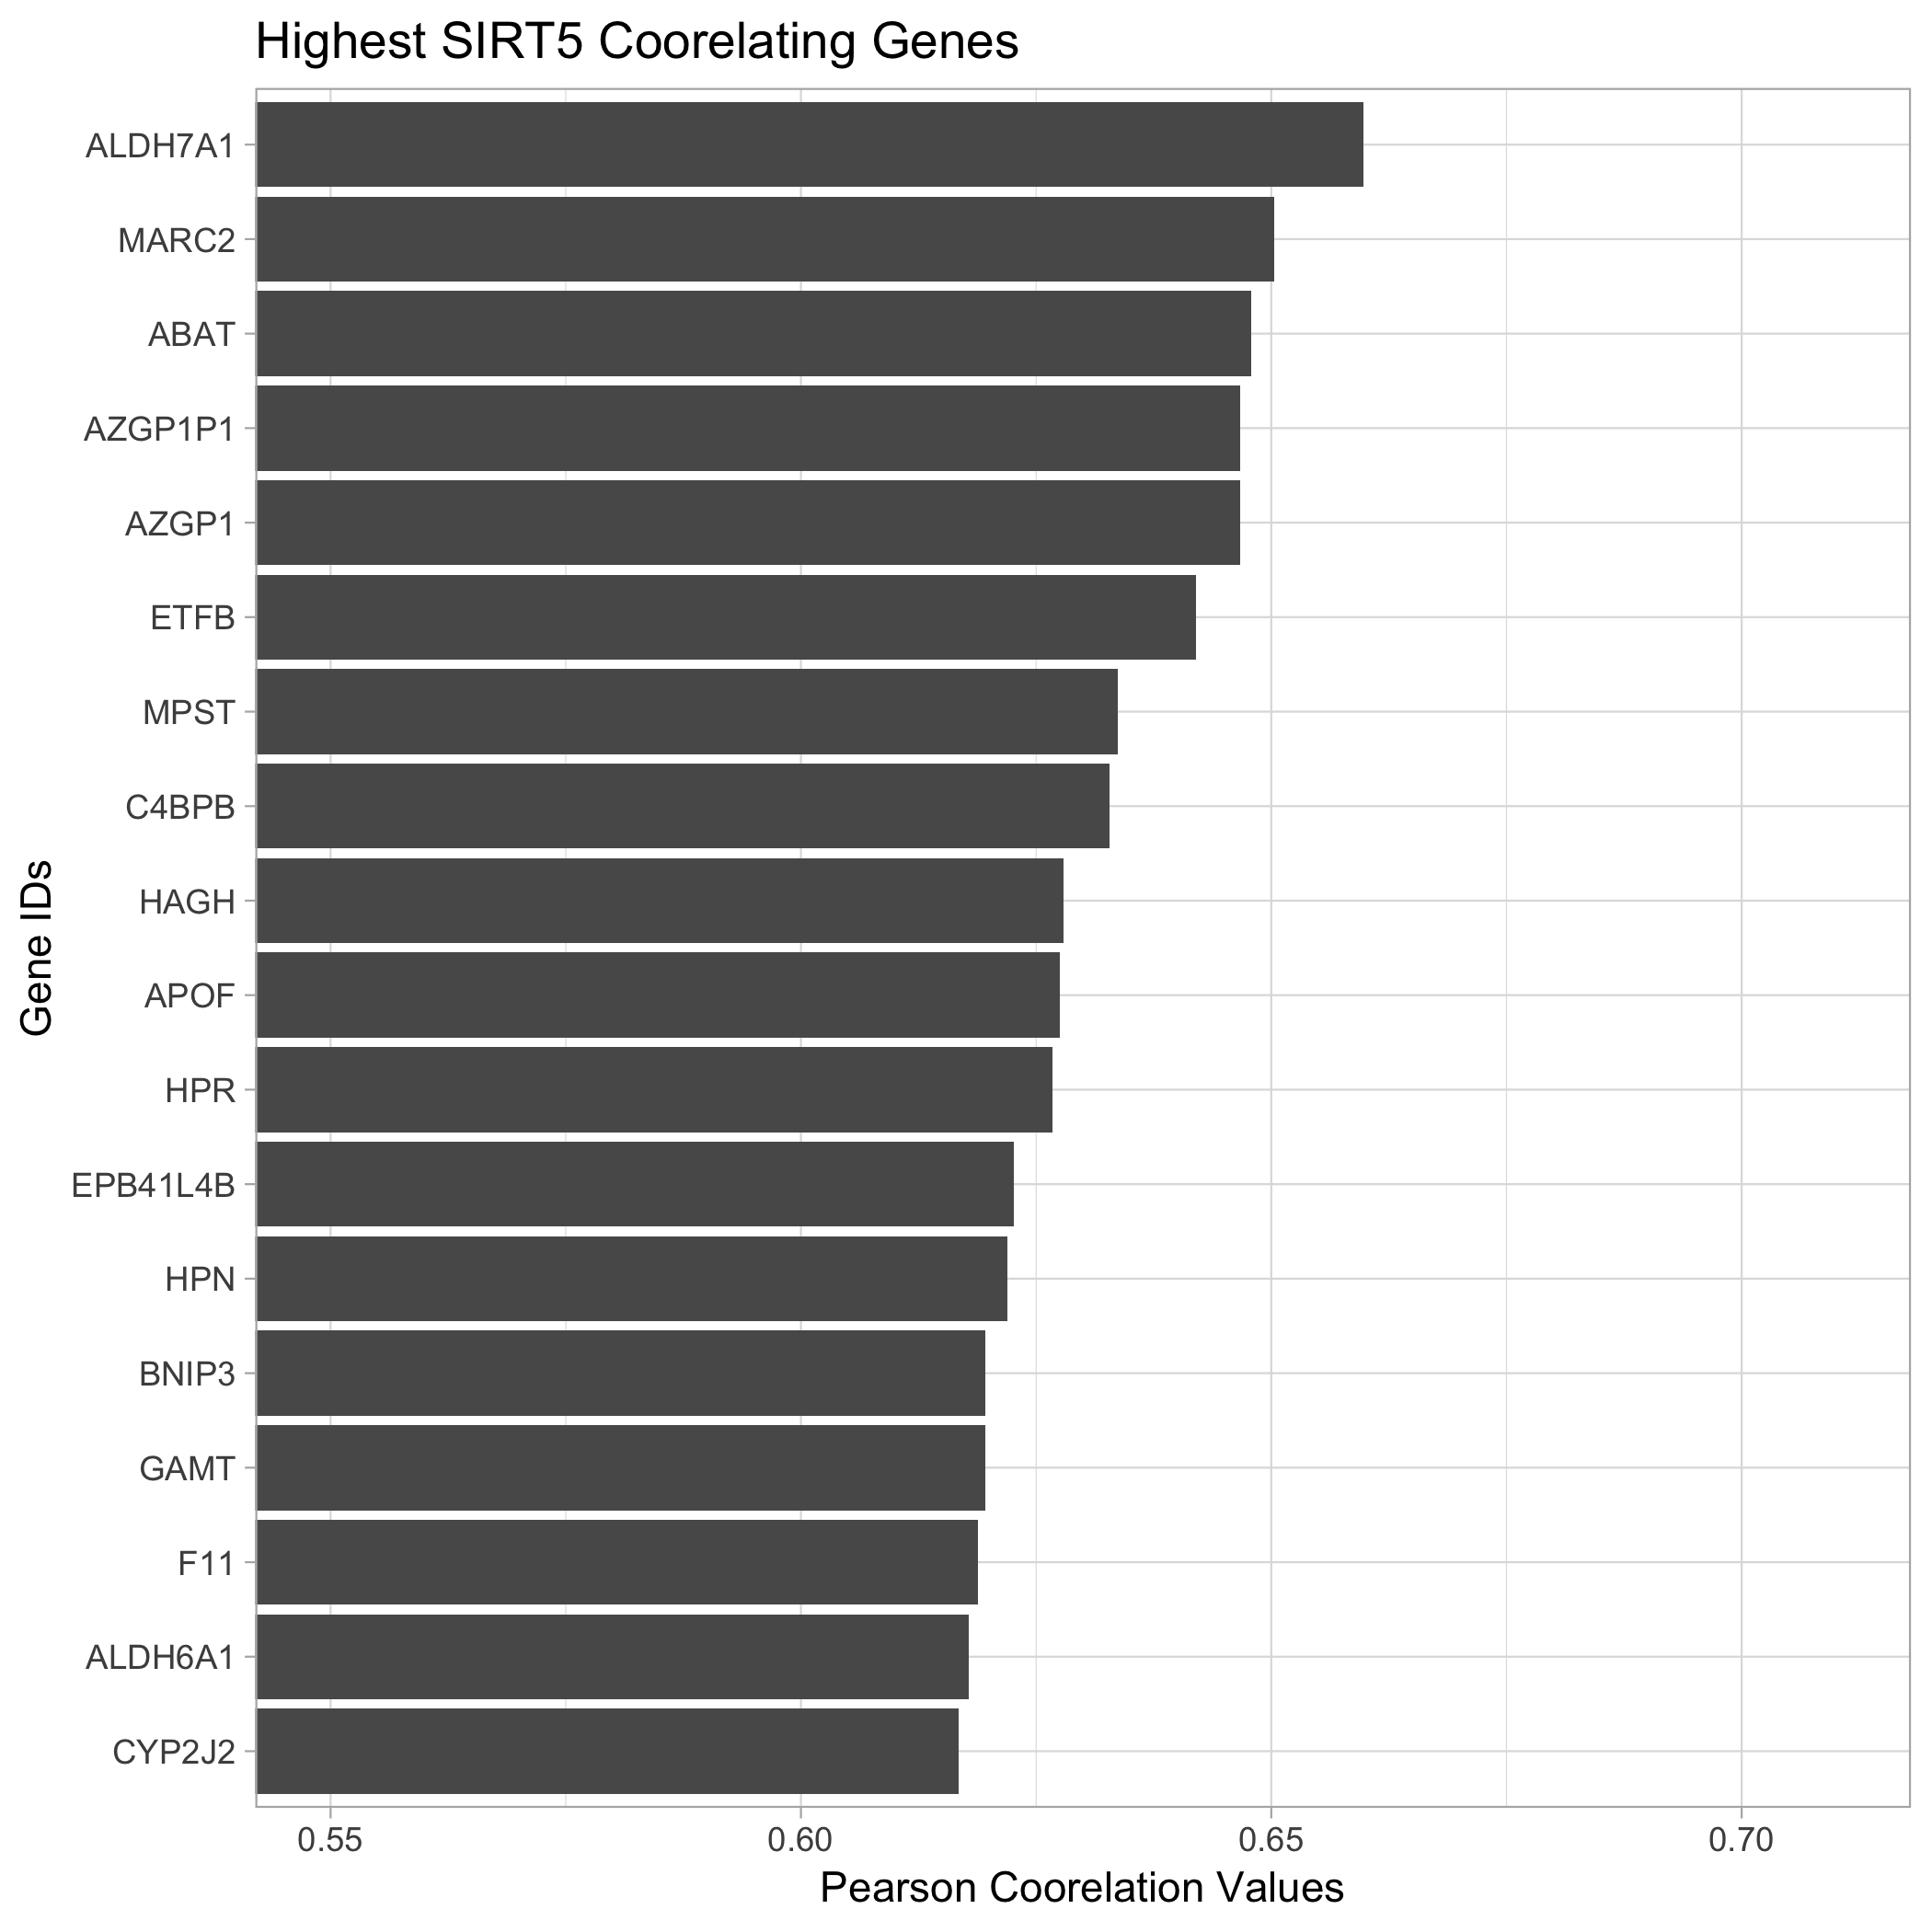 Highest SIRT5 Coorelating Genes
ALDH7A1
MARC2
ABAT
AZGP1P1
AZGP1
ETFB
MPST
C4BPB
HAGH
APOF
HPR
EPB41L4B
HPN
BNIP3
GAMT
F11
ALDH6A1
CYP2J2
Gene IDs
0.55 0.60 0.65 0.70
Pearson Coorelation Values